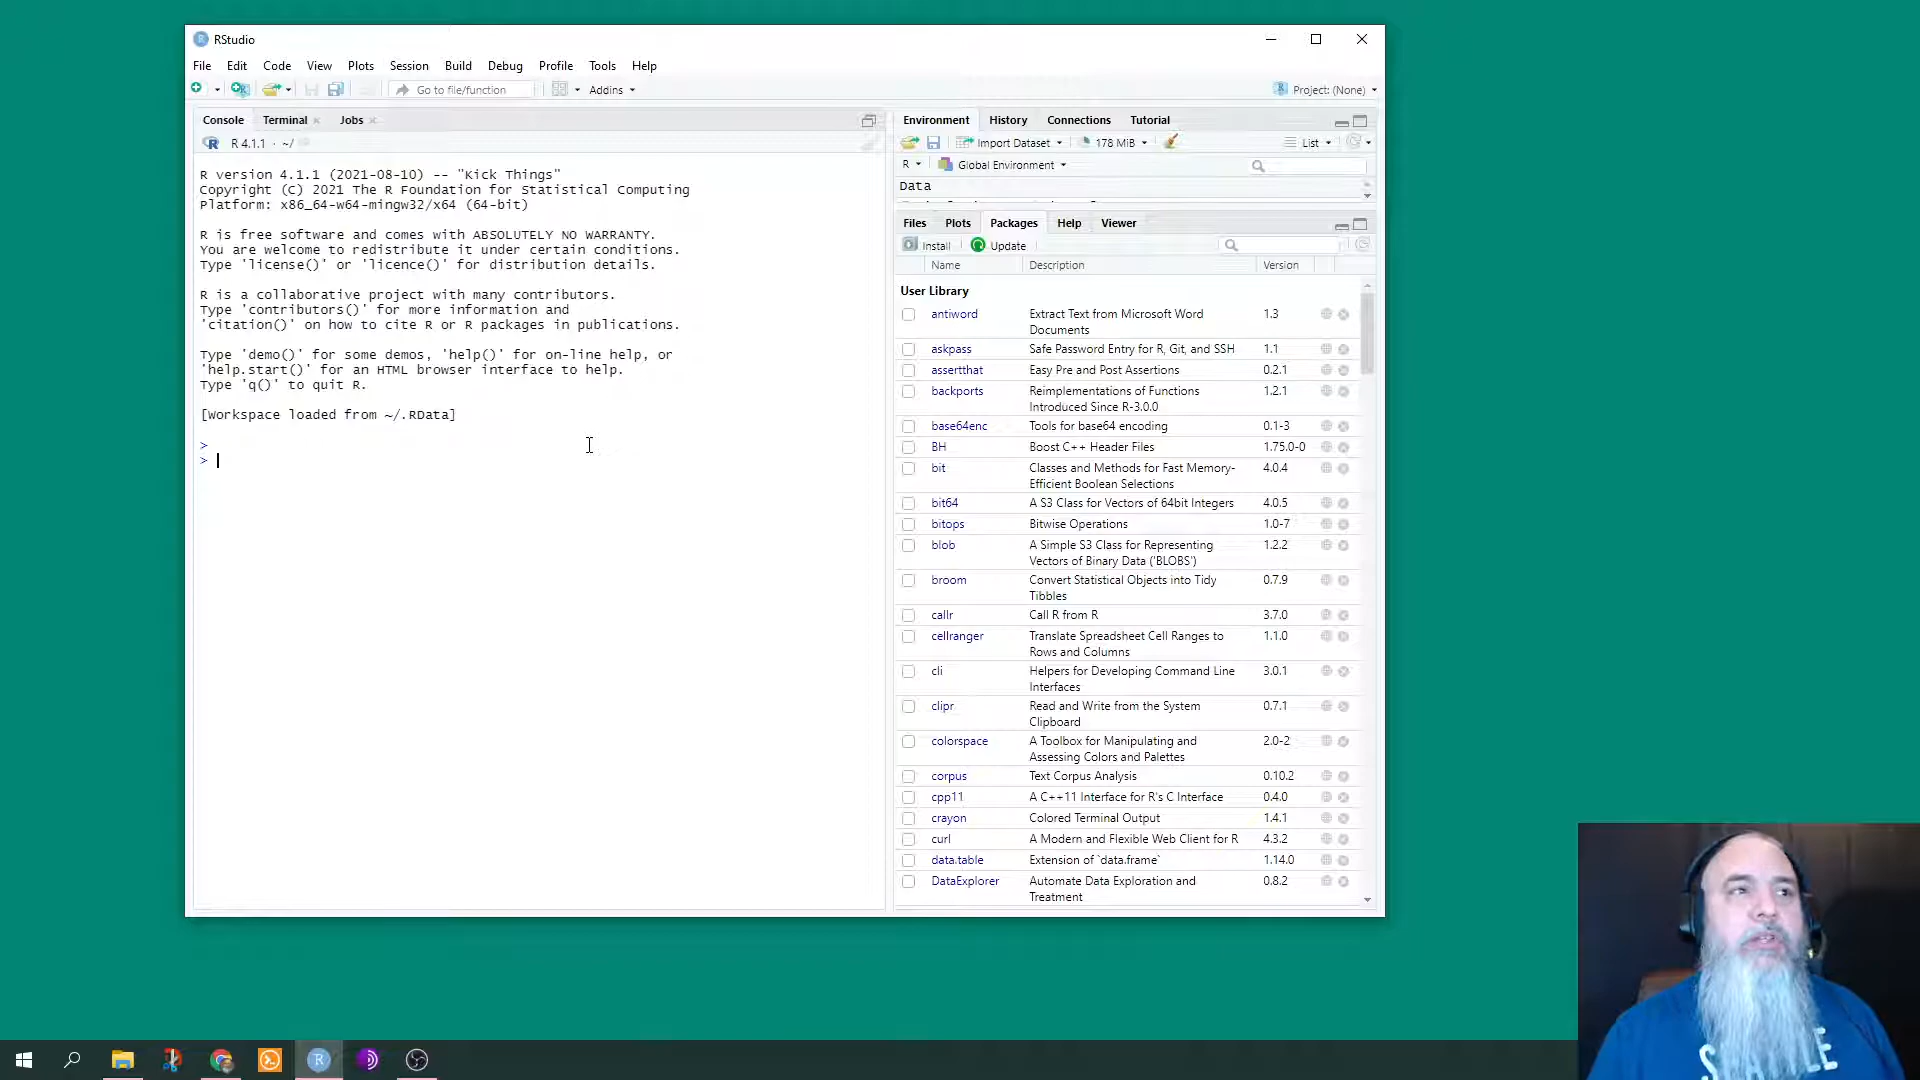 RStudio
File Edit Code View Plots Session Build Debug Profile Tools Help
Go to file/function Addins Project: (None)
Console Terminal Jobs
R 4.1.1 · ~/
R version 4.1.1 (2021-08-10) -- "Kick Things"
Copyright (C) 2021 The R Foundation for Statistical Computing
Platform: x86_64-w64-mingw32/x64 (64-bit)
R is free software and comes with ABSOLUTELY NO WARRANTY.
You are welcome to redistribute it under certain conditions.
Type 'license()' or 'licence()' for distribution details.
R is a collaborative project with many contributors.
Type 'contributors()' for more information and
'citation()' on how to cite R or R packages in publications.
Type 'demo()' for some demos, 'help()' for on-line help, or
'help.start()' for an HTML browser interface to help.
Type 'q()' to quit R.
[Workspace loaded from ~/.RData]
>
>
Environment History Connections Tutorial
Import Dataset 178 MiB List
R Global Environment
Data
Files Plots Packages Help Viewer
Install Update
Name Description Version
User Library
antiword Extract Text from Microsoft Word 1.3
Documents
askpass Safe Password Entry for R, Git, and SSH 1.1
assertthat Easy Pre and Post Assertions 0.2.1
backports Reimplementations of Functions 1.2.1
Introduced Since R-3.0.0
base64enc Tools for base64 encoding 0.1-3
BH Boost C++ Header Files 1.75.0-0
bit Classes and Methods for Fast Memory- 4.0.4
Efficient Boolean Selections
bit64 A S3 Class for Vectors of 64bit Integers 4.0.5
bitops Bitwise Operations 1.0-7
blob A Simple S3 Class for Representing 1.2.2
Vectors of Binary Data ('BLOBS')
broom Convert Statistical Objects into Tidy 0.7.9
Tibbles
callr Call R from R 3.7.0
cellranger Translate Spreadsheet Cell Ranges to 1.1.0
Rows and Columns
cli Helpers for Developing Command Line 3.0.1
Interfaces
clipr Read and Write from the System 0.7.1
Clipboard
colorspace A Toolbox for Manipulating and 2.0-2
Assessing Colors and Palettes
corpus Text Corpus Analysis 0.10.2
cpp11 A C++11 Interface for R's C Interface 0.4.0
crayon Colored Terminal Output 1.4.1
curl A Modern and Flexible Web Client for R 4.3.2
data.table Extension of `data.frame` 1.14.0
DataExplorer Automate Data Exploration and 0.8.2
Treatment